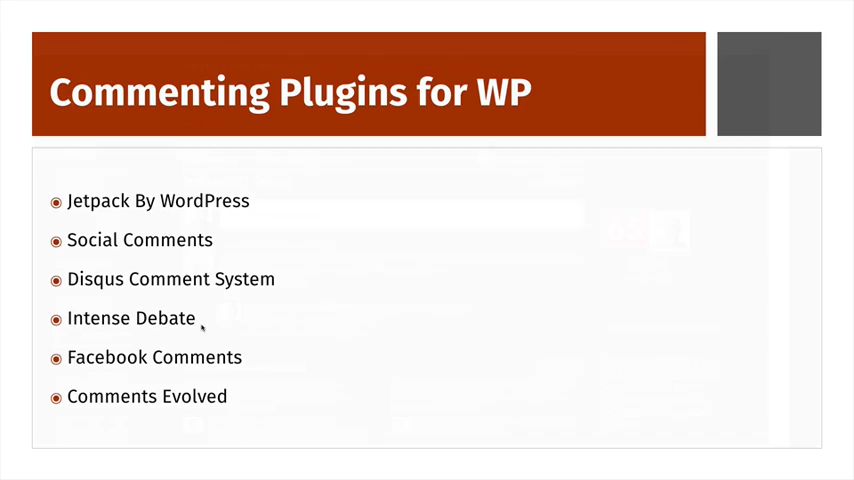 Commenting Plugins for WP
Jetpack By WordPress
Social Comments
Disqus Comment System
Intense Debate
Facebook Comments
Comments Evolved